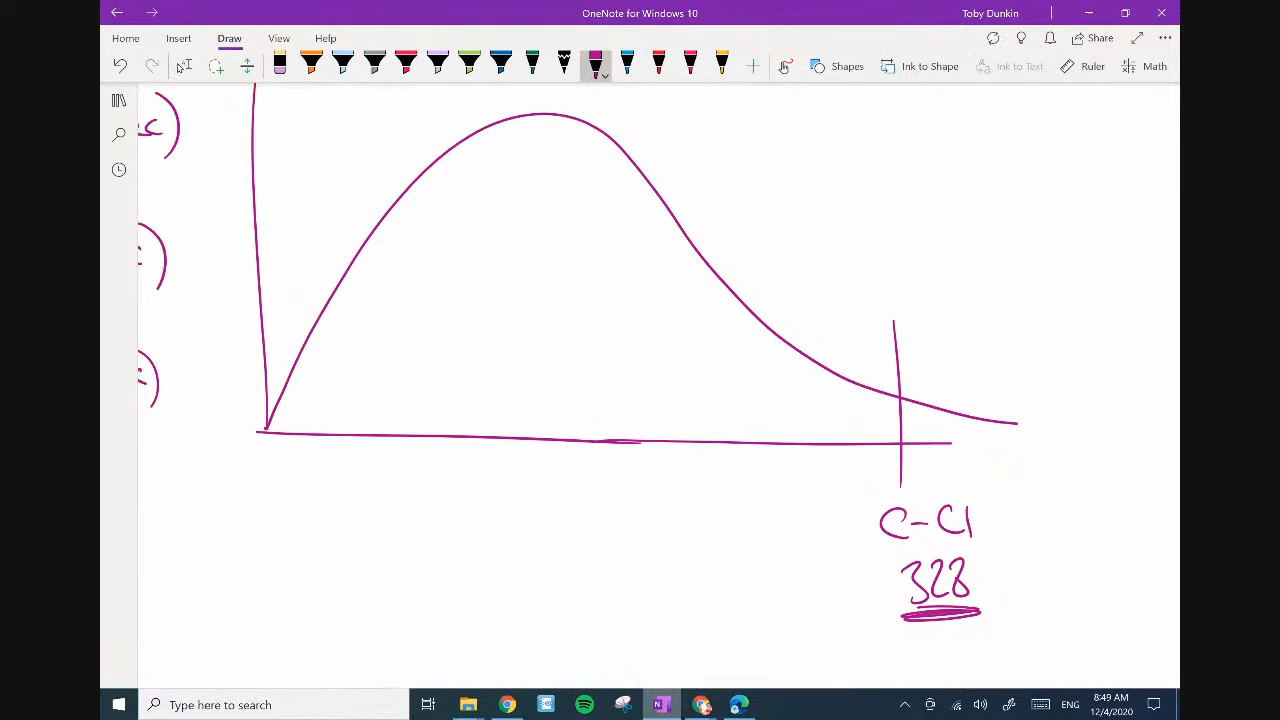 OneNote for Windows 10
Toby Dunkin
Home Insert Draw View Help
Share
Shapes Ink to Shape Ink to Text Ruler Math
C-Cl
328
Type here to search
ENG
8:49 AM
12/4/2020